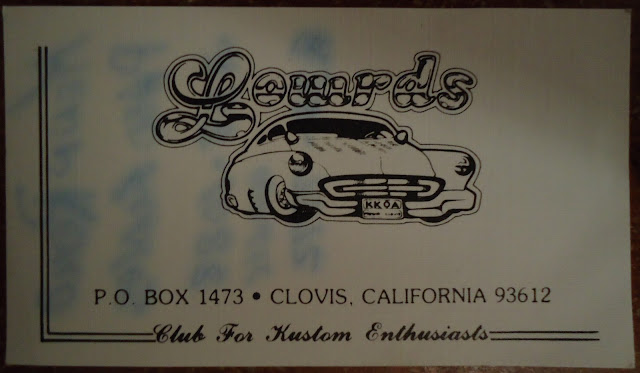 Lowrds
KKOA
P.O. BOX 1473 • CLOVIS, CALIFORNIA 93612
Club For Kustom Enthusiasts